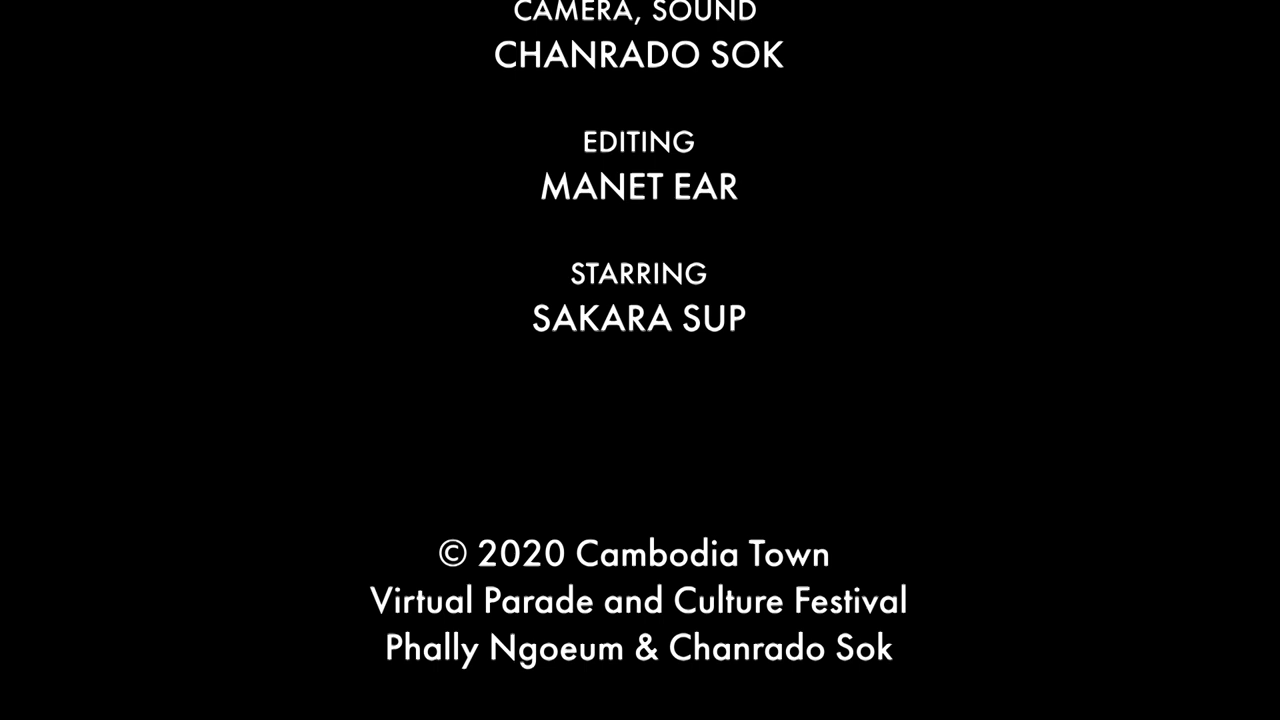 CAMERA, SOUND
CHANRADO SOK
EDITING
MANET EAR
STARRING
SAKARA SUP
© 2020 Cambodia Town
Virtual Parade and Culture Festival
Phally Ngoeum & Chanrado Sok